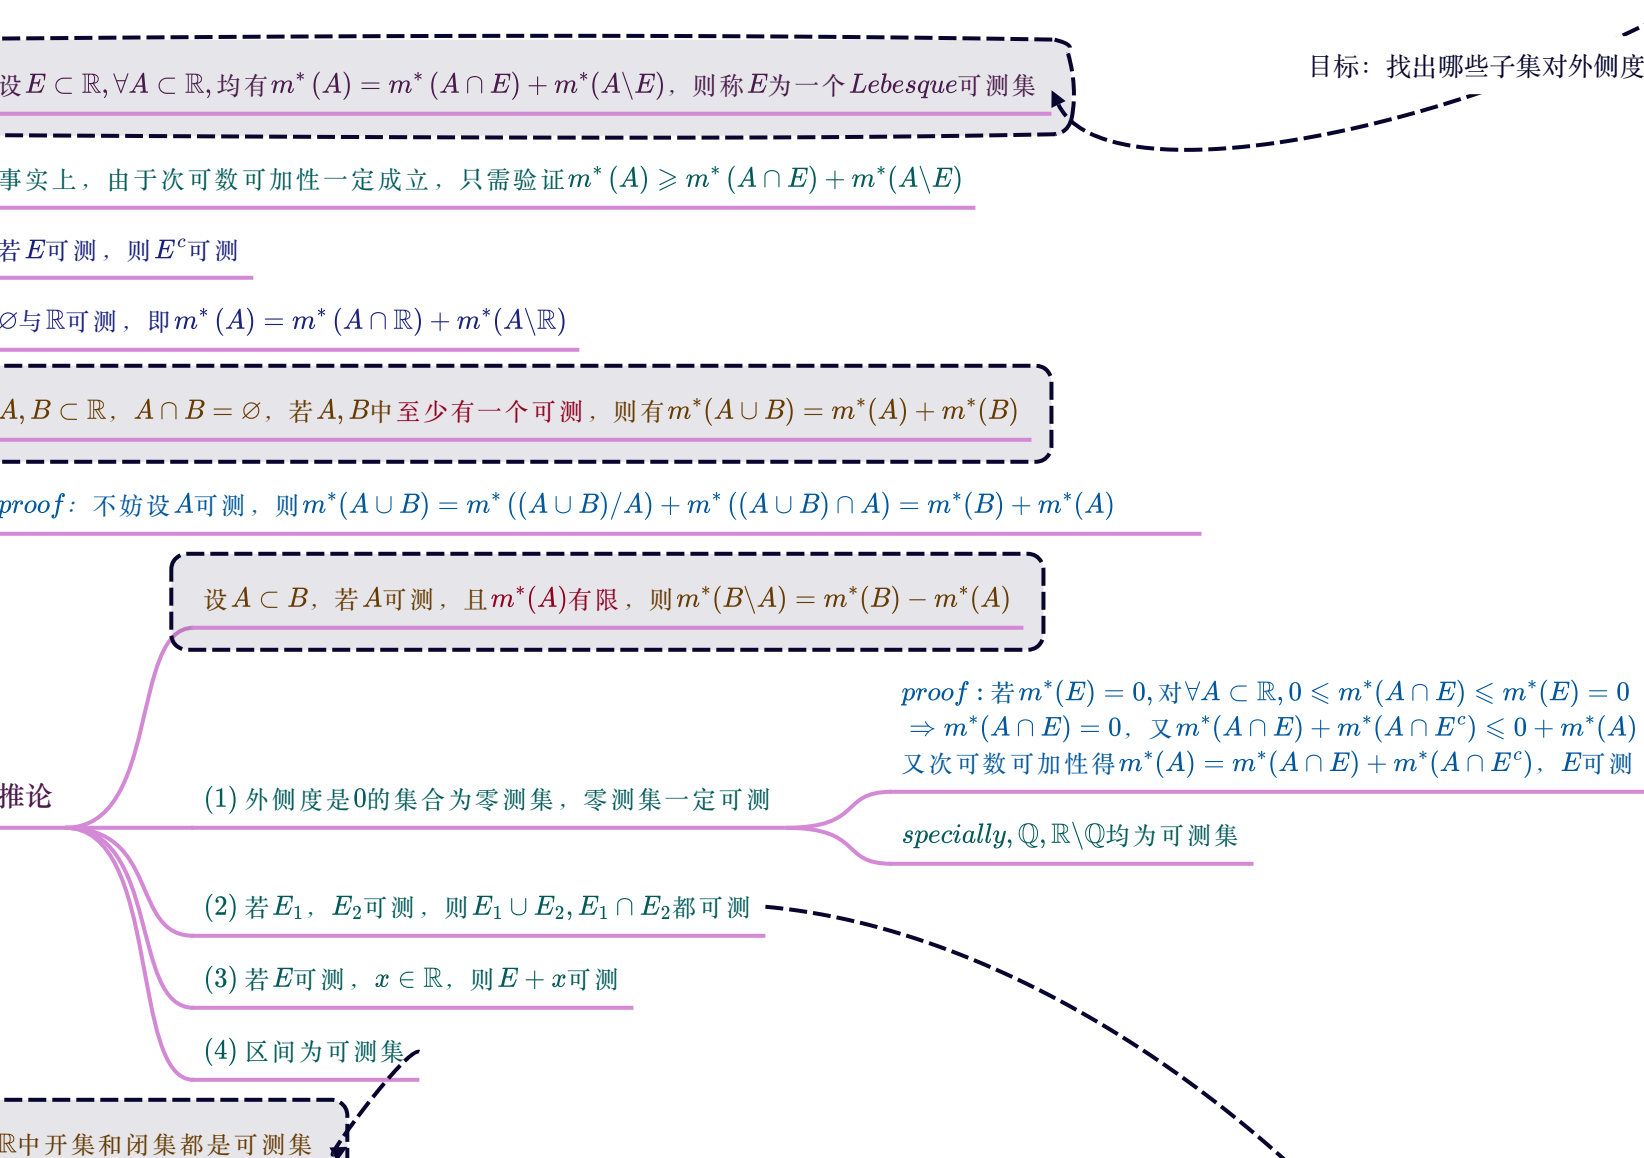 目标：找出哪些子集对外侧度
设E ⊂ ℝ, ∀A ⊂ ℝ, 均有m*(A) = m*(A ∩ E) + m*(A\E)，则称E为一个Lebesque可测集
事实上，由于次可数可加性一定成立，只需验证m*(A) ⩾ m*(A ∩ E) + m*(A\E)
若E可测，则Eᶜ可测
∅与ℝ可测，即m*(A) = m*(A ∩ ℝ) + m*(A\ℝ)
A, B ⊂ ℝ，A ∩ B = ∅，若A, B中至少有一个可测，则有m*(A ∪ B) = m*(A) + m*(B)
proof: 不妨设A可测，则m*(A ∪ B) = m*((A ∪ B)/A) + m*((A ∪ B) ∩ A) = m*(B) + m*(A)
设A ⊂ B，若A可测，且m*(A)有限，则m*(B\A) = m*(B) − m*(A)
proof : 若m*(E) = 0, 对∀A ⊂ ℝ, 0 ⩽ m*(A ∩ E) ⩽ m*(E) = 0
⇒ m*(A ∩ E) = 0，又m*(A ∩ E) + m*(A ∩ Eᶜ) ⩽ 0 + m*(A)
又次可数可加性得m*(A) = m*(A ∩ E) + m*(A ∩ Eᶜ)，E可测
推论
(1) 外侧度是0的集合为零测集，零测集一定可测
specially, ℚ, ℝ\ℚ均为可测集
(2) 若E₁，E₂可测，则E₁ ∪ E₂, E₁ ∩ E₂都可测
(3) 若E可测，x ∈ ℝ，则E + x可测
(4) 区间为可测集
ℝ中开集和闭集都是可测集